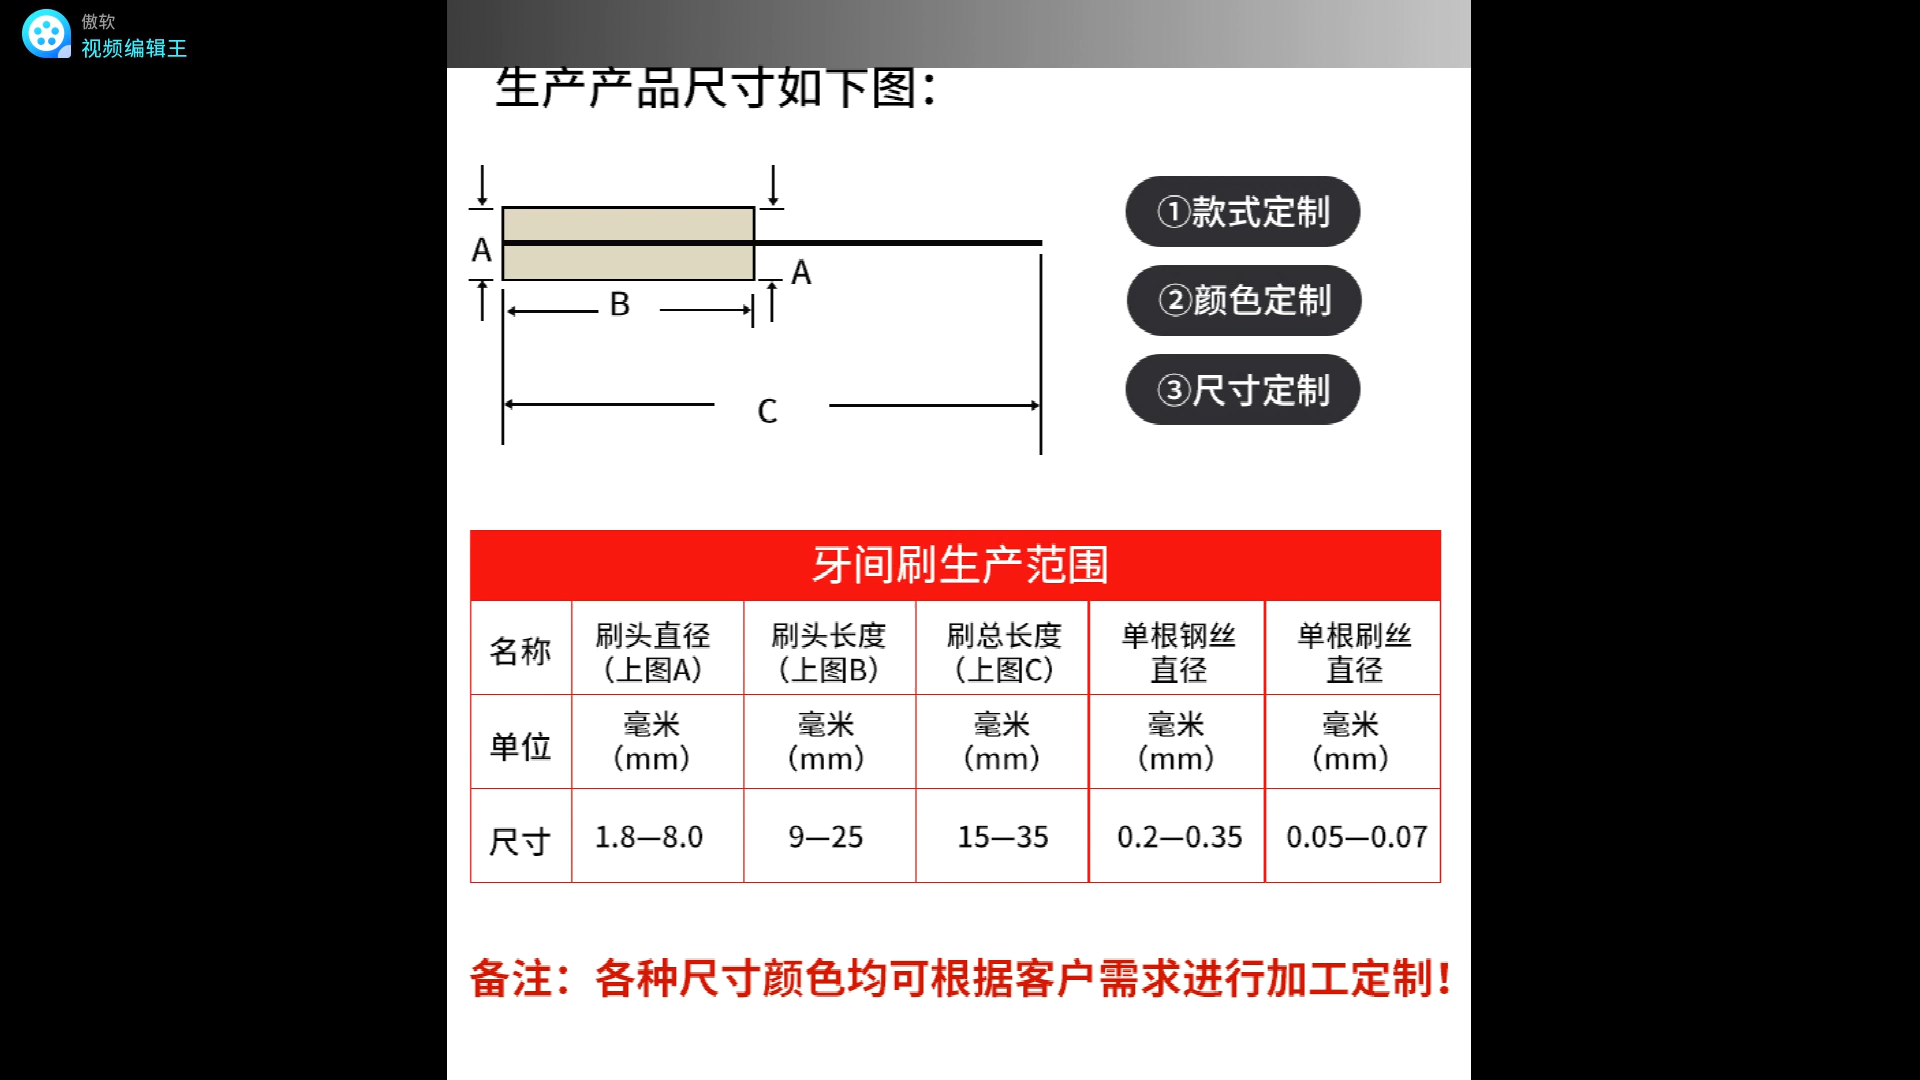 傲软
视频编辑王
生产产品尺寸如下图：
A
A
B
C
①款式定制
②颜色定制
③尺寸定制
牙间刷生产范围
名称 刷头直径（上图A） 刷头长度（上图B） 刷总长度（上图C） 单根钢丝直径 单根刷丝直径
单位 毫米（mm） 毫米（mm） 毫米（mm） 毫米（mm） 毫米（mm）
尺寸 1.8—8.0 9—25 15—35 0.2—0.35 0.05—0.07
备注：各种尺寸颜色均可根据客户需求进行加工定制！